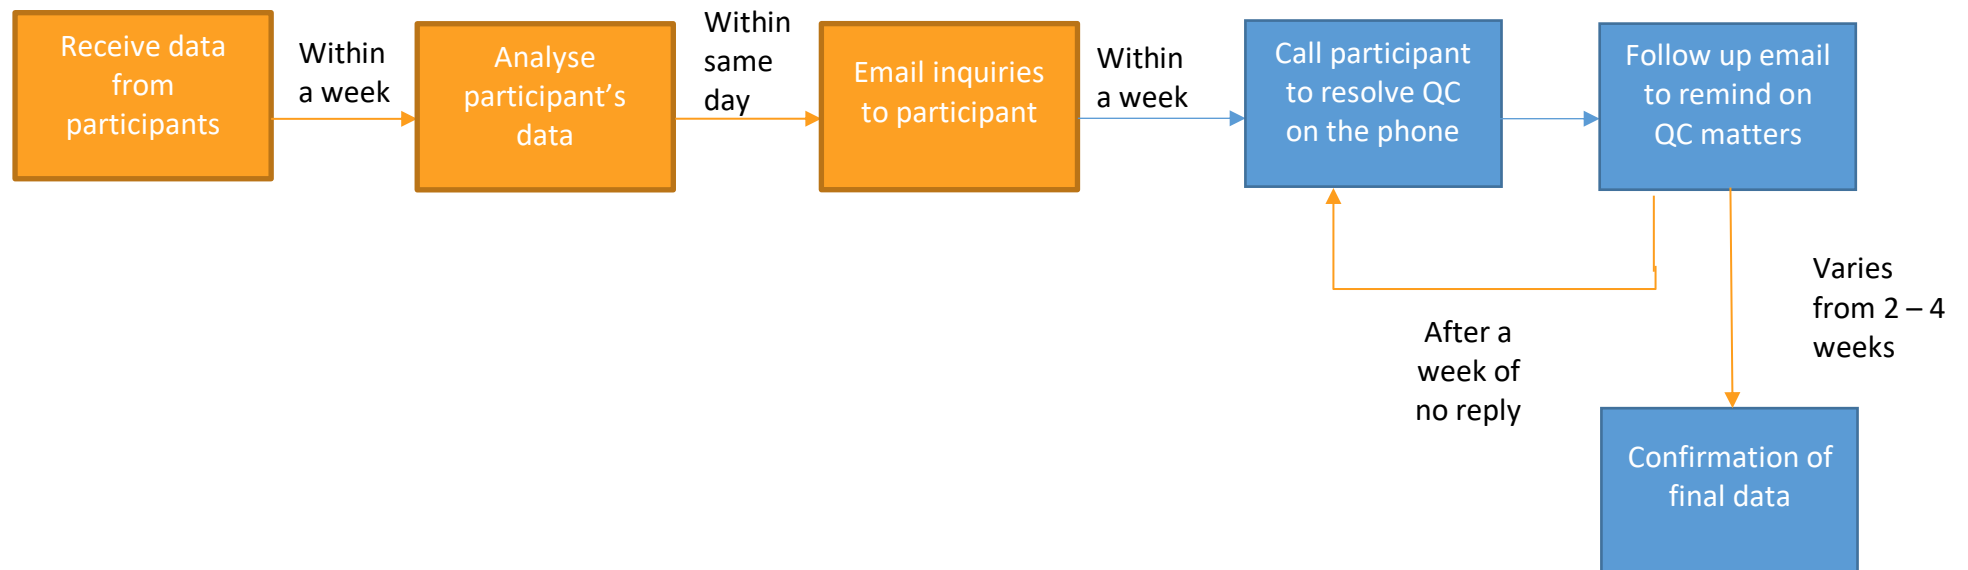 Receive data
from
participants
Within
a week
Analyse
participant’s
data
Within
same
day
Email inquiries
to participant
Within
a week
Call participant
to resolve QC
on the phone
Follow up email
to remind on
QC matters
After a
week of
no reply
Varies
from 2 – 4
weeks
Confirmation of
final data